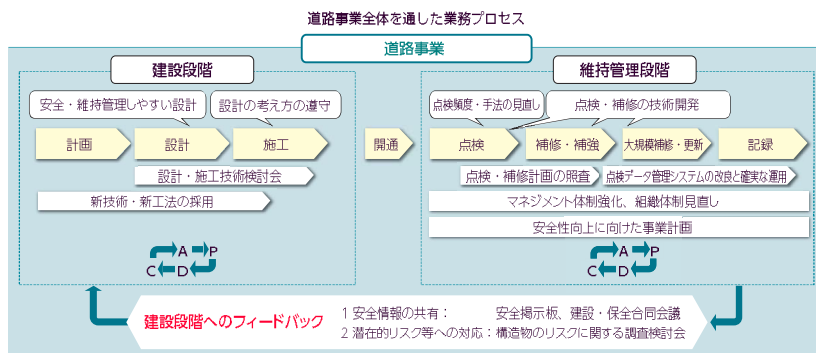 道路事業全体を通した業務プロセス
道路事業
建設段階
維持管理段階
安全・維持管理しやすい設計
設計の考え方の遵守
点検頻度・手法の見直し
点検・補修の技術開発
計画
設計
施工
開通
点検
補修・補強
大規模補修・更新
記録
設計・施工技術検討会
点検・補修計画の照査
点検データ管理システムの改良と確実な運用
新技術・新工法の採用
マネジメント体制強化、組織体制見直し
安全性向上に向けた事業計画
A P
C D
A P
C D
建設段階へのフィードバック
1 安全情報の共有： 安全掲示板、建設・保全合同会議
2 潜在的リスク等への対応：構造物のリスクに関する調査検討会